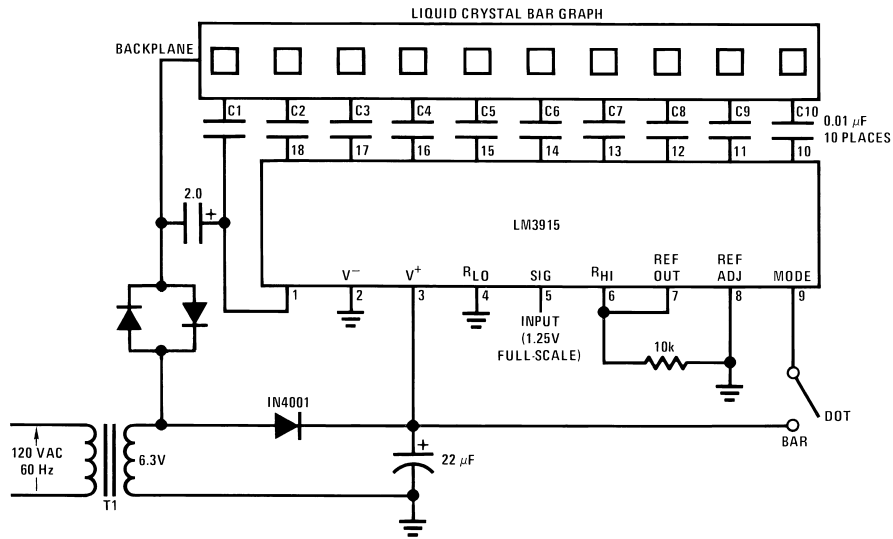 LIQUID CRYSTAL BAR GRAPH
BACKPLANE
C1 C2 C3 C4 C5 C6 C7 C8 C9 C10
0.01 μF
10 PLACES
18 17 16 15 14 13 12 11 10
2.0
+
LM3915
V− V+ RLO SIG RHI REF OUT REF ADJ MODE
1 2 3 4 5 6 7 8 9
INPUT
(1.25V
FULL-SCALE)
10k
DOT
BAR
IN4001
+
22 μF
120 VAC
60 Hz
6.3V
T1